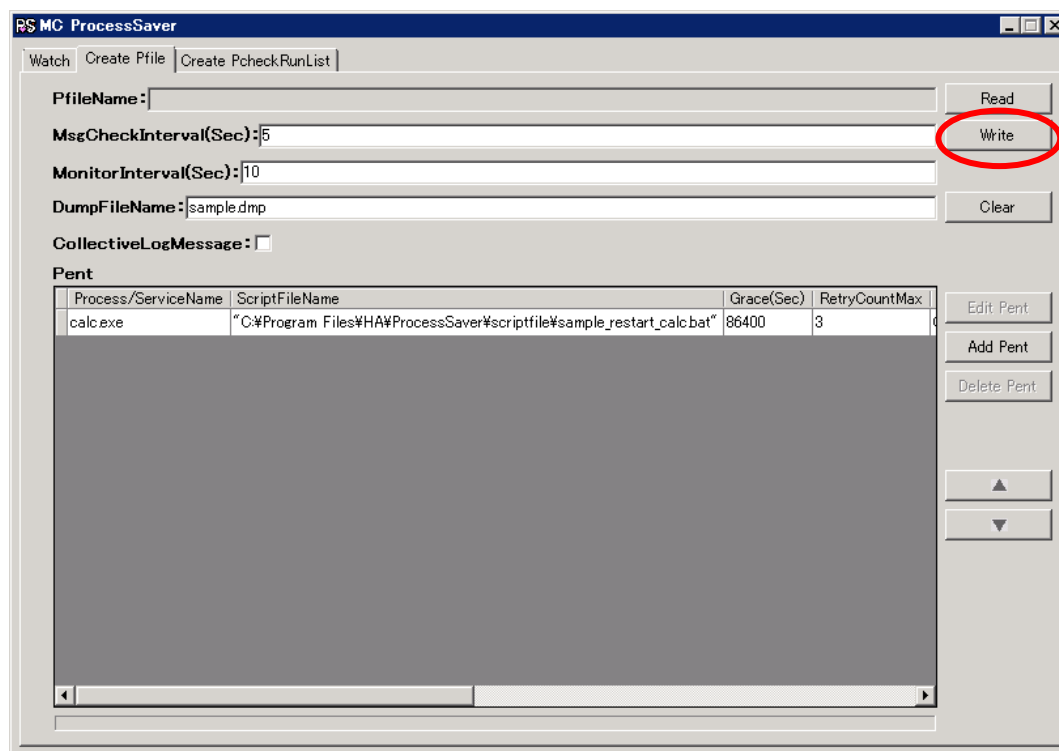 PS MC ProcessSaver
Watch Create Pfile Create PcheckRunList
PfileName: Read
MsgCheckInterval(Sec): 5 Write
MonitorInterval(Sec): 10
DumpFileName: sample.dmp Clear
CollectiveLogMessage:
Pent
Process/ServiceName ScriptFileName Grace(Sec) RetryCountMax
calc.exe "C:¥Program Files¥HA¥ProcessSaver¥scriptfile¥sample_restart_calc.bat" 86400 3
Edit Pent
Add Pent
Delete Pent